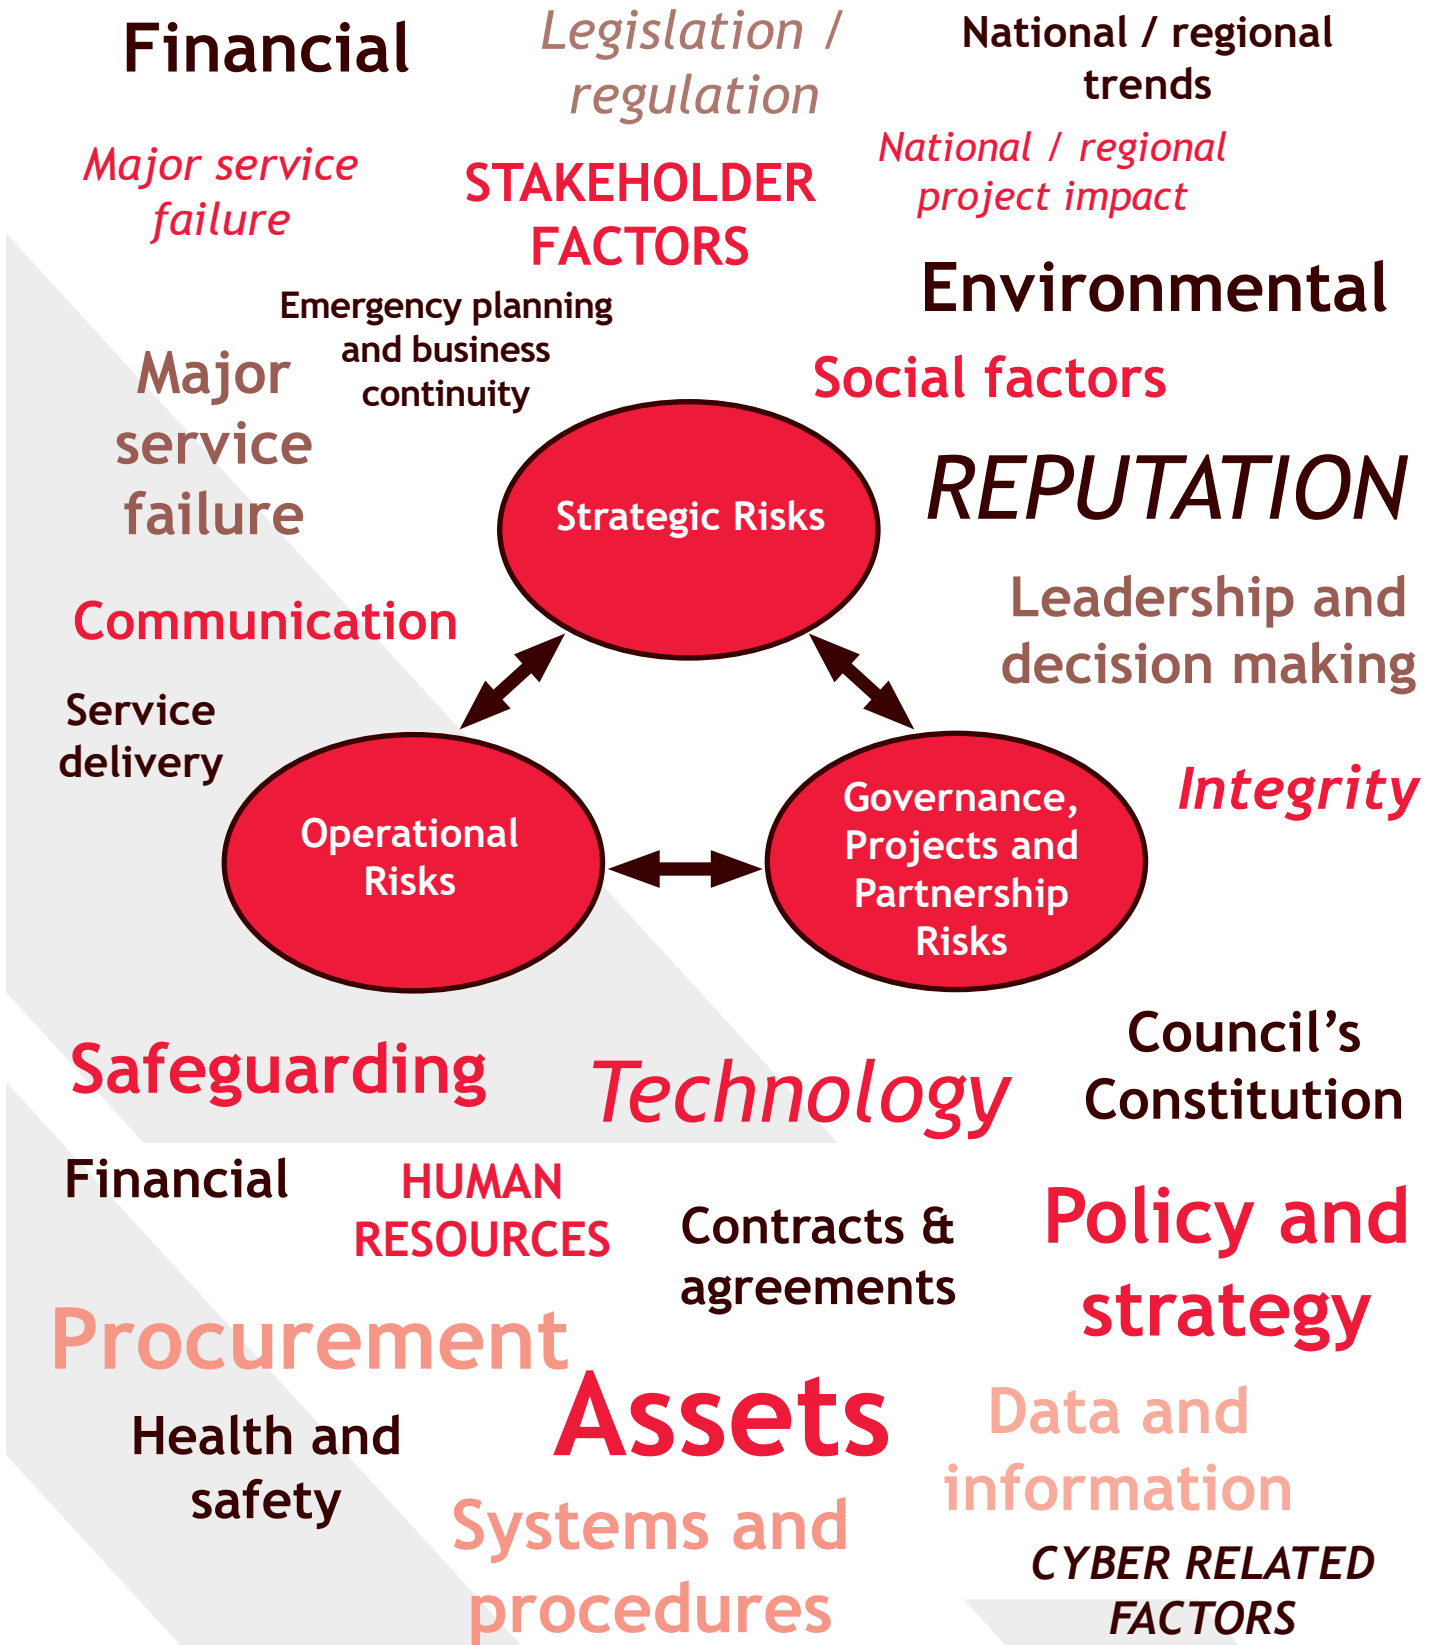 Financial
Legislation /
regulation
National / regional
trends
Major service
failure
STAKEHOLDER
FACTORS
National / regional
project impact
Emergency planning
and business
continuity
Environmental
Major
service
failure
Social factors
REPUTATION
Strategic Risks
Leadership and
decision making
Communication
Service
delivery
Integrity
Operational
Risks
Governance,
Projects and
Partnership
Risks
Safeguarding
Technology
Council’s
Constitution
Financial
HUMAN
RESOURCES
Contracts &
agreements
Policy and
strategy
Procurement
Assets
Data and
information
Health and
safety
Systems and
procedures
CYBER RELATED
FACTORS